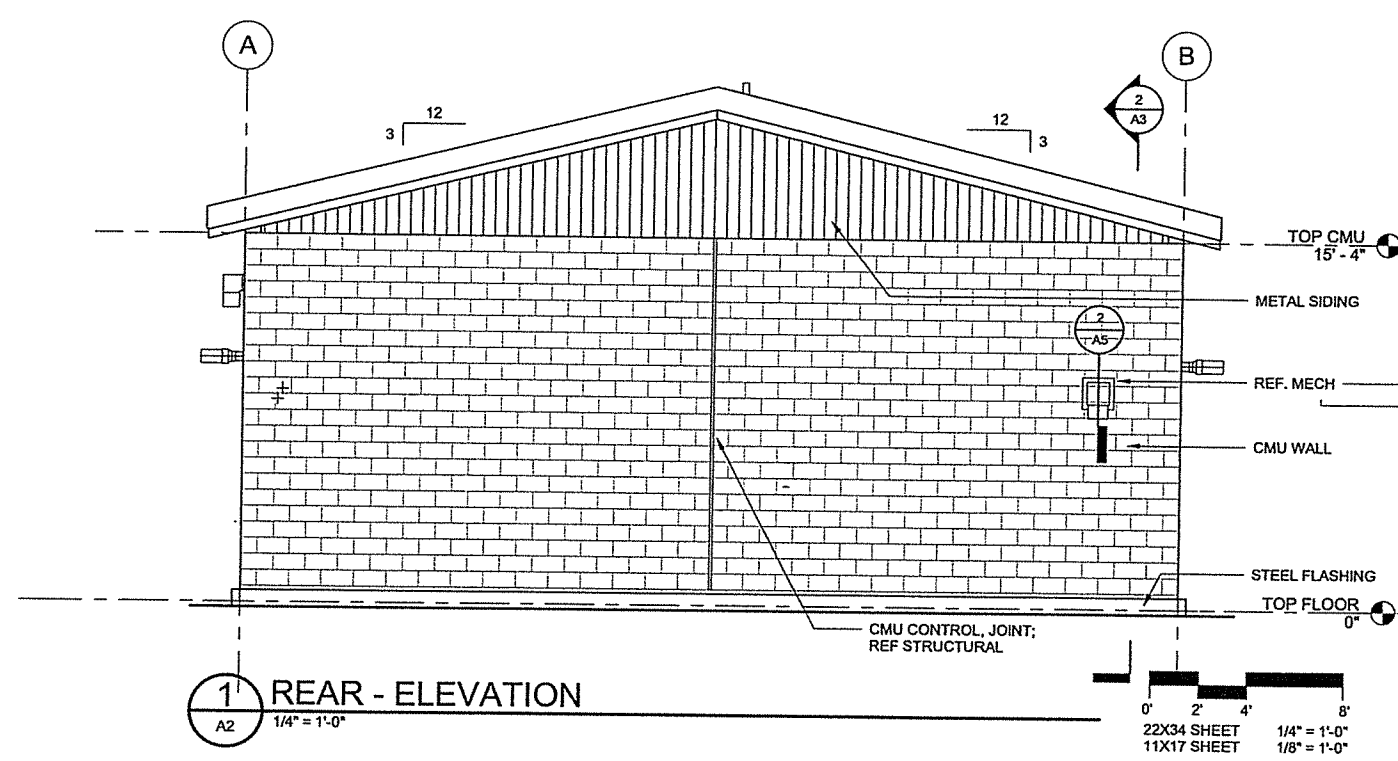 A
B
2
A3
12
3
12
3
TOP CMU
15' - 4"
METAL SIDING
2
A5
REF. MECH
CMU WALL
STEEL FLASHING
TOP FLOOR
0"
CMU CONTROL, JOINT;
REF STRUCTURAL
1
A2
REAR - ELEVATION
1/4" = 1'-0"
0' 2' 4' 8'
22X34 SHEET 1/4" = 1'-0"
11X17 SHEET 1/8" = 1'-0"